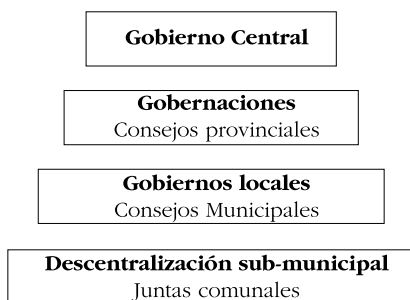 Gobierno Central
Gobernaciones
Consejos provinciales
Gobiernos locales
Consejos Municipales
Descentralización sub-municipal
Juntas comunales